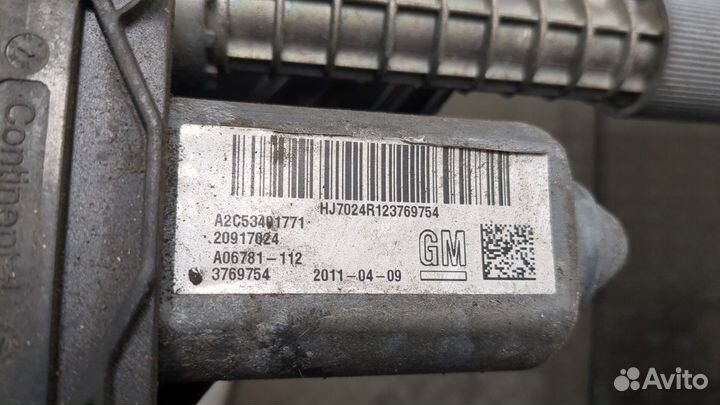 Continental
HJ7024R123769754
A2C53401771
20917024
A06781-112
3769754 2011-04-09
GM
Avito